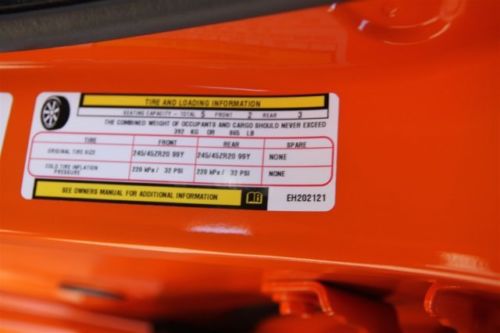 TIRE AND LOADING INFORMATION
SEATING CAPACITY - TOTAL 5 FRONT 2 REAR 3
THE COMBINED WEIGHT OF OCCUPANTS AND CARGO SHOULD NEVER EXCEED
392 KG OR 865 LB
TIRE FRONT REAR SPARE
ORIGINAL TIRE SIZE 245/45ZR20 99Y 245/45ZR20 99Y NONE
COLD TIRE INFLATION PRESSURE 220 kPa / 32 PSI 220 kPa / 32 PSI NONE
SEE OWNERS MANUAL FOR ADDITIONAL INFORMATION EH202121